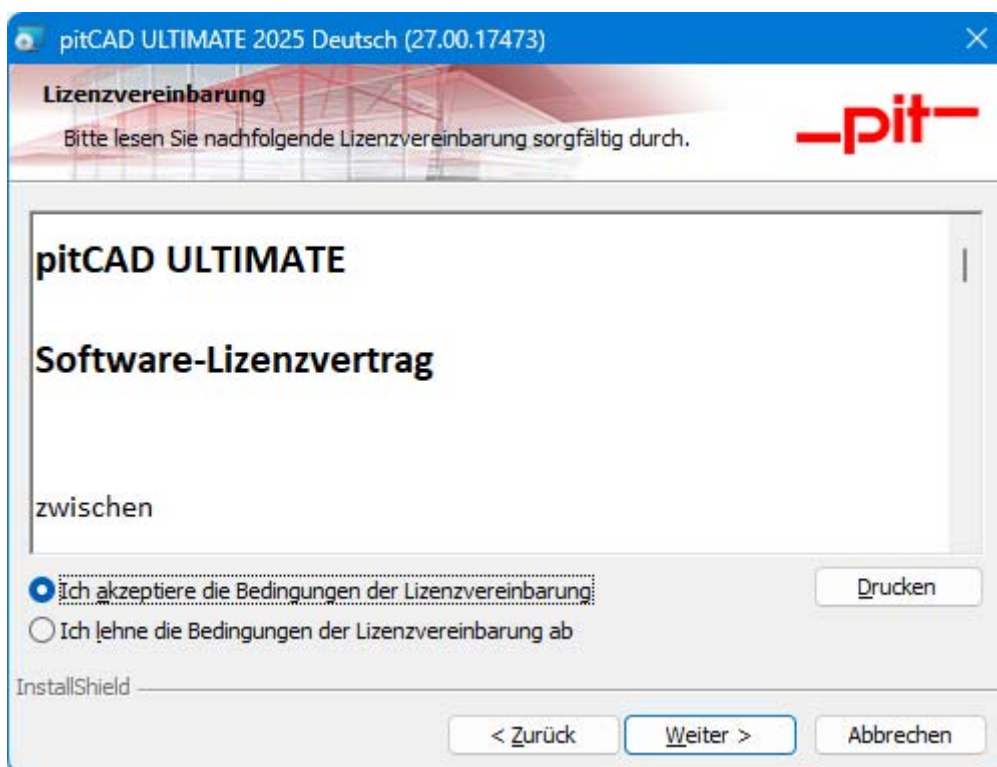 pitCAD ULTIMATE 2025 Deutsch (27.00.17473)
Lizenzvereinbarung
Bitte lesen Sie nachfolgende Lizenzvereinbarung sorgfältig durch.
pit
pitCAD ULTIMATE
Software-Lizenzvertrag
zwischen
Ich akzeptiere die Bedingungen der Lizenzvereinbarung
Drucken
Ich lehne die Bedingungen der Lizenzvereinbarung ab
InstallShield
< Zurück
Weiter >
Abbrechen